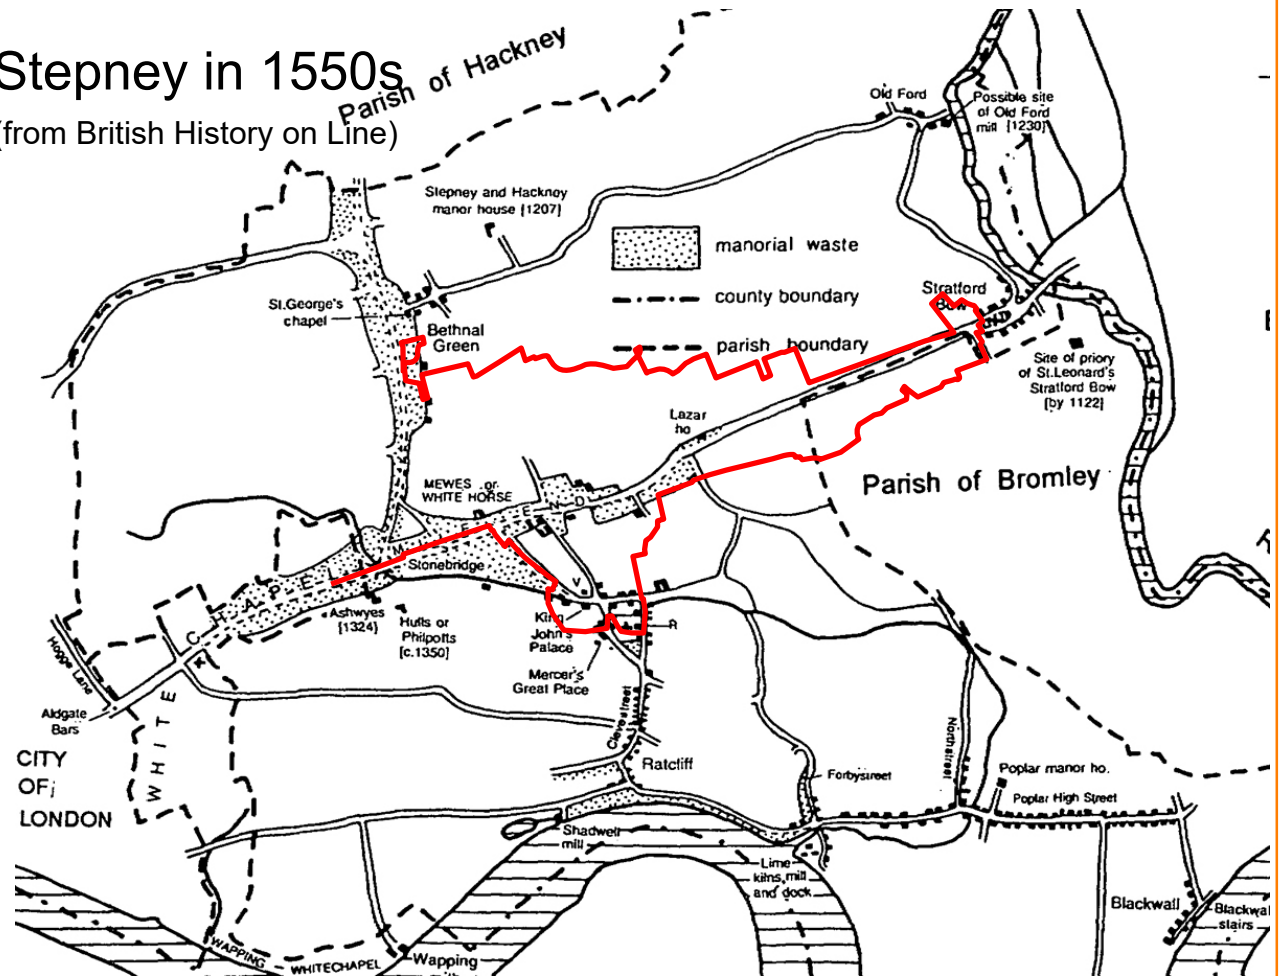 Stepney in 1550s
(from British History on Line)
Parish of Hackney
Old Ford
Possible site
of Old Ford
mill [1230]
Stepney and Hackney
manor house [1207]
manorial waste
county boundary
parish boundary
St.George's
chapel
Bethnal
Green
Stratford
Bow
Site of priory
of St.Leonard's
Stratford Bow
[by 1122]
Lazar
ho
MEWES or
WHITE HORSE
MILE END
Parish of Bromley
Stonebridge
WHITE CHAPEL
Ashwyes
[1324]
Hulls or
Philpotts
[c.1350]
King
John's
Palace
V
R
Mercer's
Great Place
Hogge Lane
Aldgate
Bars
CITY
OF
LONDON
Clevestreet
Ratcliff
Forbystreet
Northstreet
Poplar manor ho.
Poplar High Street
Shadwell
mill
Lime
kilns, mill
and dock
Blackwall
Blackwal
stairs
WAPPING
WHITECHAPEL
Wapping